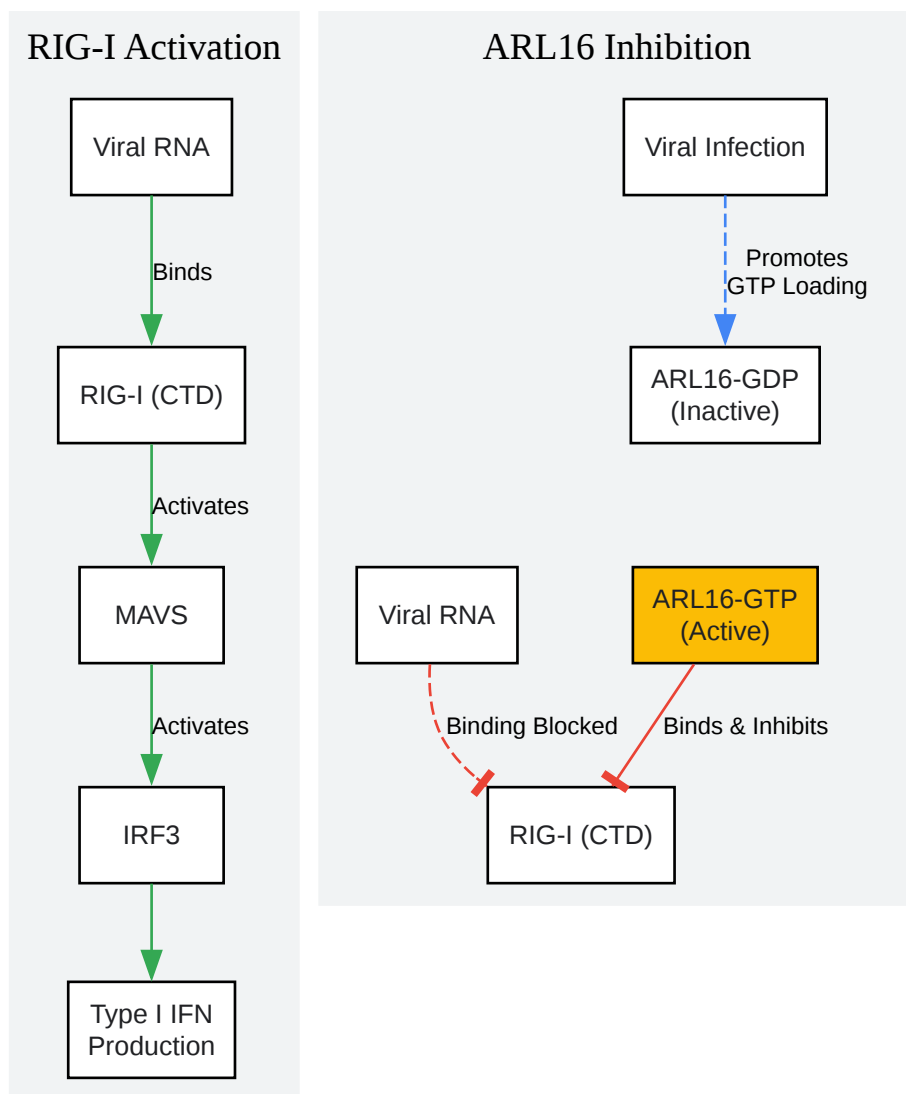 RIG-I Activation
Viral RNA
Binds
RIG-I (CTD)
Activates
MAVS
Activates
IRF3
Type I IFN
Production
ARL16 Inhibition
Viral Infection
Promotes
GTP Loading
ARL16-GDP
(Inactive)
Viral RNA
ARL16-GTP
(Active)
Binding Blocked
Binds & Inhibits
RIG-I (CTD)